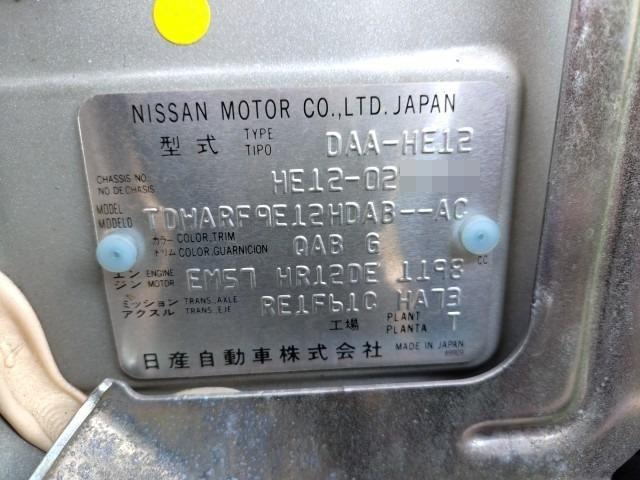 NISSAN MOTOR CO.,LTD. JAPAN
型式 TYPE TIPO DAA-HE12
CHASSIS NO. NO DE CHASIS HE12-02
MODEL MODELO TDHARF9E12HDAB--AC
カラー COLOR,TRIM トリム COLOR,GUARNICION QAB G
エンジン ENGINE MOTOR EM57 HR12DE 1198 CC
ミッション アクスル TRANS.,AXLE TRANS.,EJE RE1F61C HA73
工場 PLANT PLANTA T
日産自動車株式会社 MADE IN JAPAN